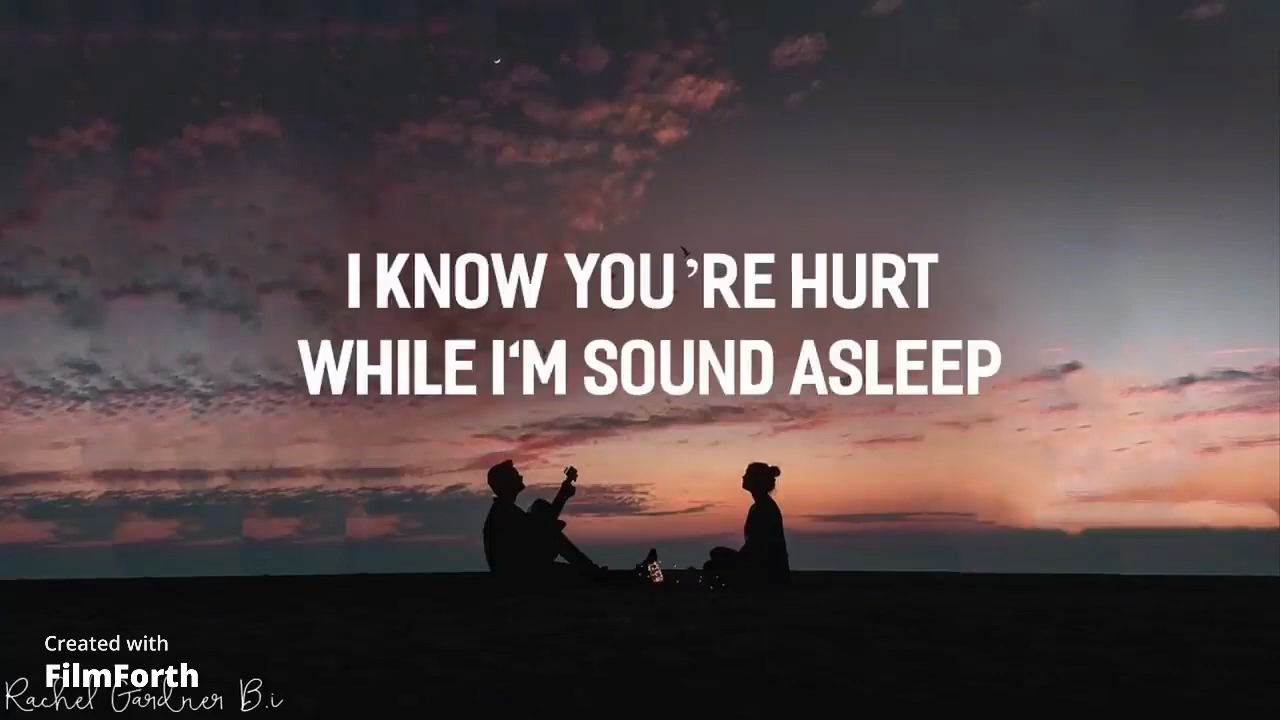 I KNOW YOU’RE HURT
WHILE I‘M SOUND ASLEEP
Created with
FilmForth
Rachel Gardner B.i